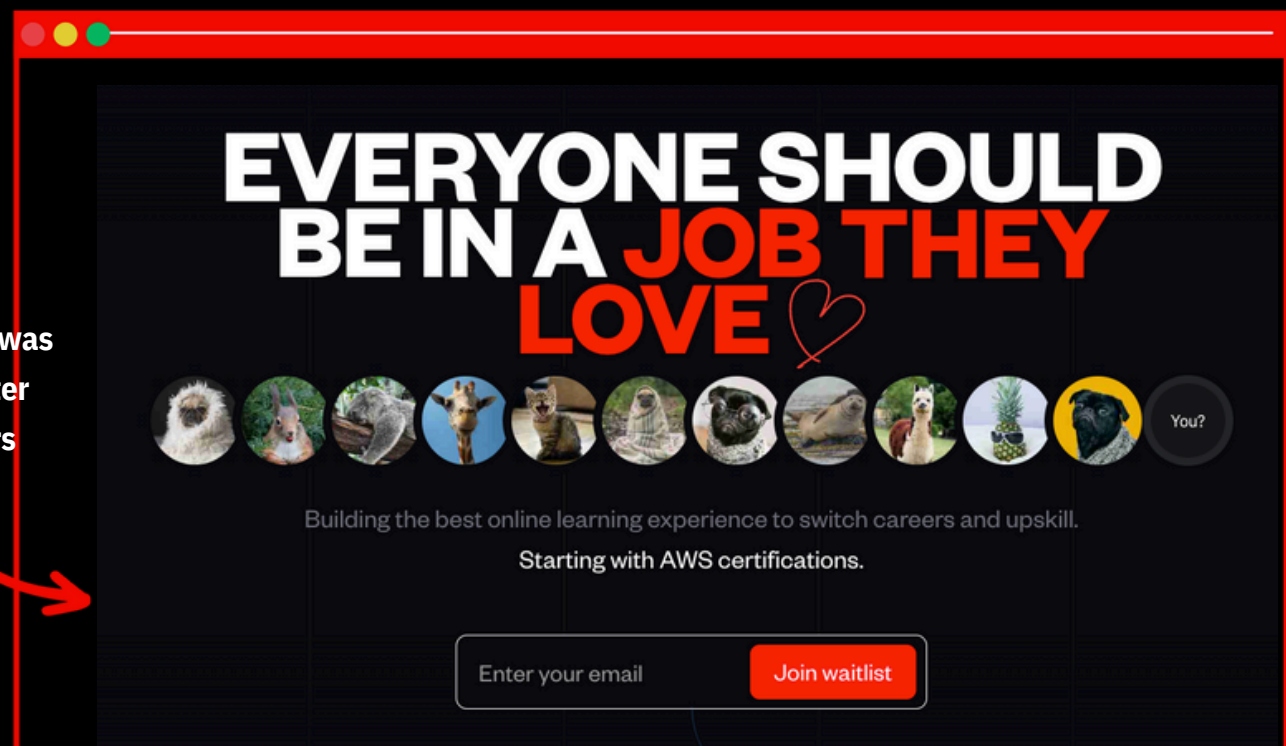 EVERYONE SHOULD
BE IN A JOB THEY
LOVE
was
You?
Building the best online learning experience to switch careers and upskill.
Starting with AWS certifications.
Enter your email
Join waitlist